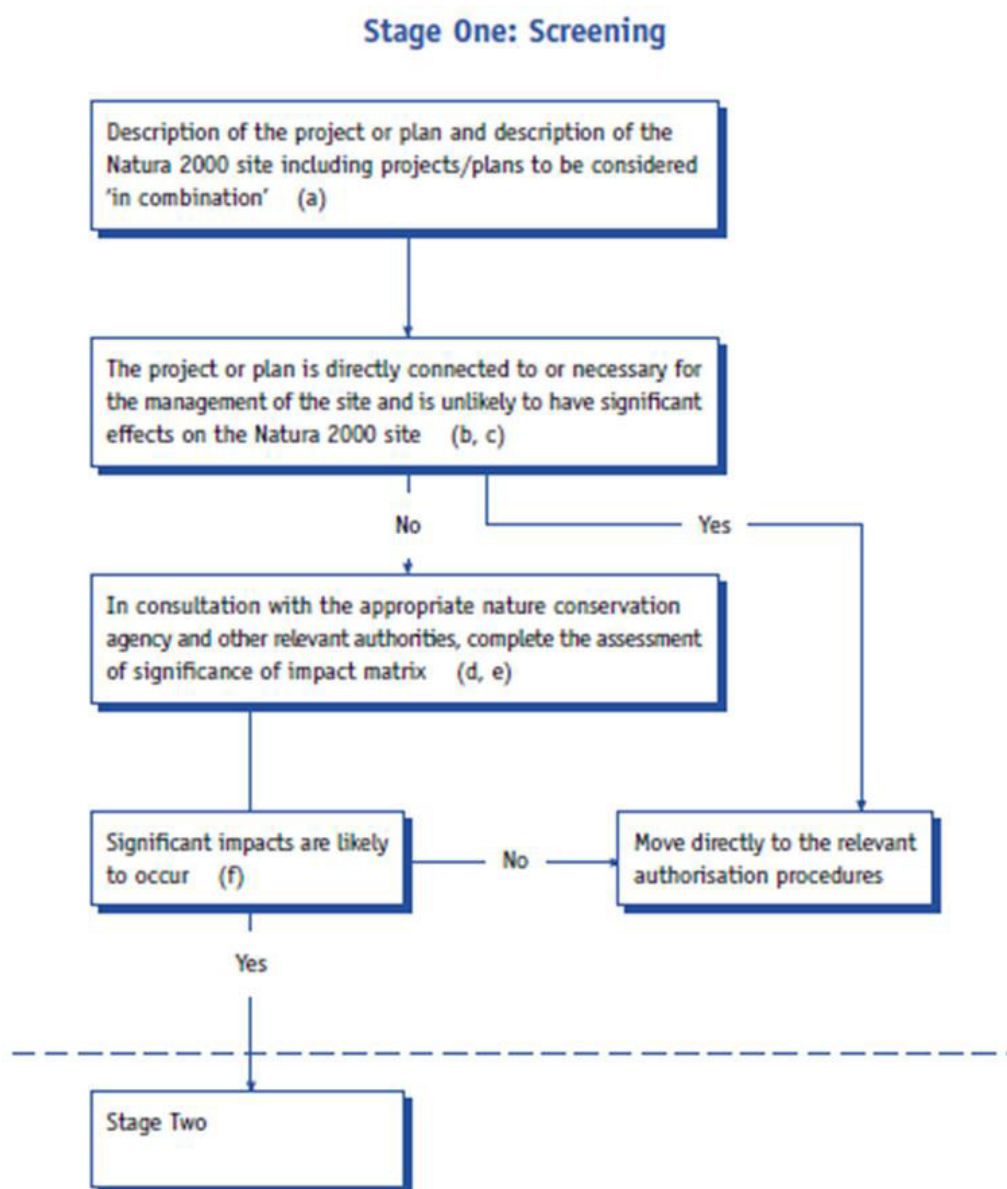 Stage One: Screening
Description of the project or plan and description of the
Natura 2000 site including projects/plans to be considered
'in combination' (a)
The project or plan is directly connected to or necessary for
the management of the site and is unlikely to have significant
effects on the Natura 2000 site (b, c)
No
Yes
In consultation with the appropriate nature conservation
agency and other relevant authorities, complete the assessment
of significance of impact matrix (d, e)
Significant impacts are likely
to occur (f)
No
Move directly to the relevant
authorisation procedures
Yes
Stage Two